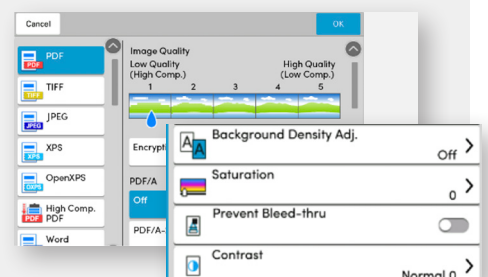 Cancel
OK
PDF
PDF
TIFF
TIFF
JPEG
JPEG
XPS
XPS
OpenXPS
OXPS
High Comp.
PDF
PDF
Word
Image Quality
Low Quality
(High Comp.)
High Quality
(Low Comp.)
1 2 3 4 5
PDF/A
Off
PDF/A-
Background Density Adj.
Off
Saturation
0
Prevent Bleed-thru
Contrast
Normal 0